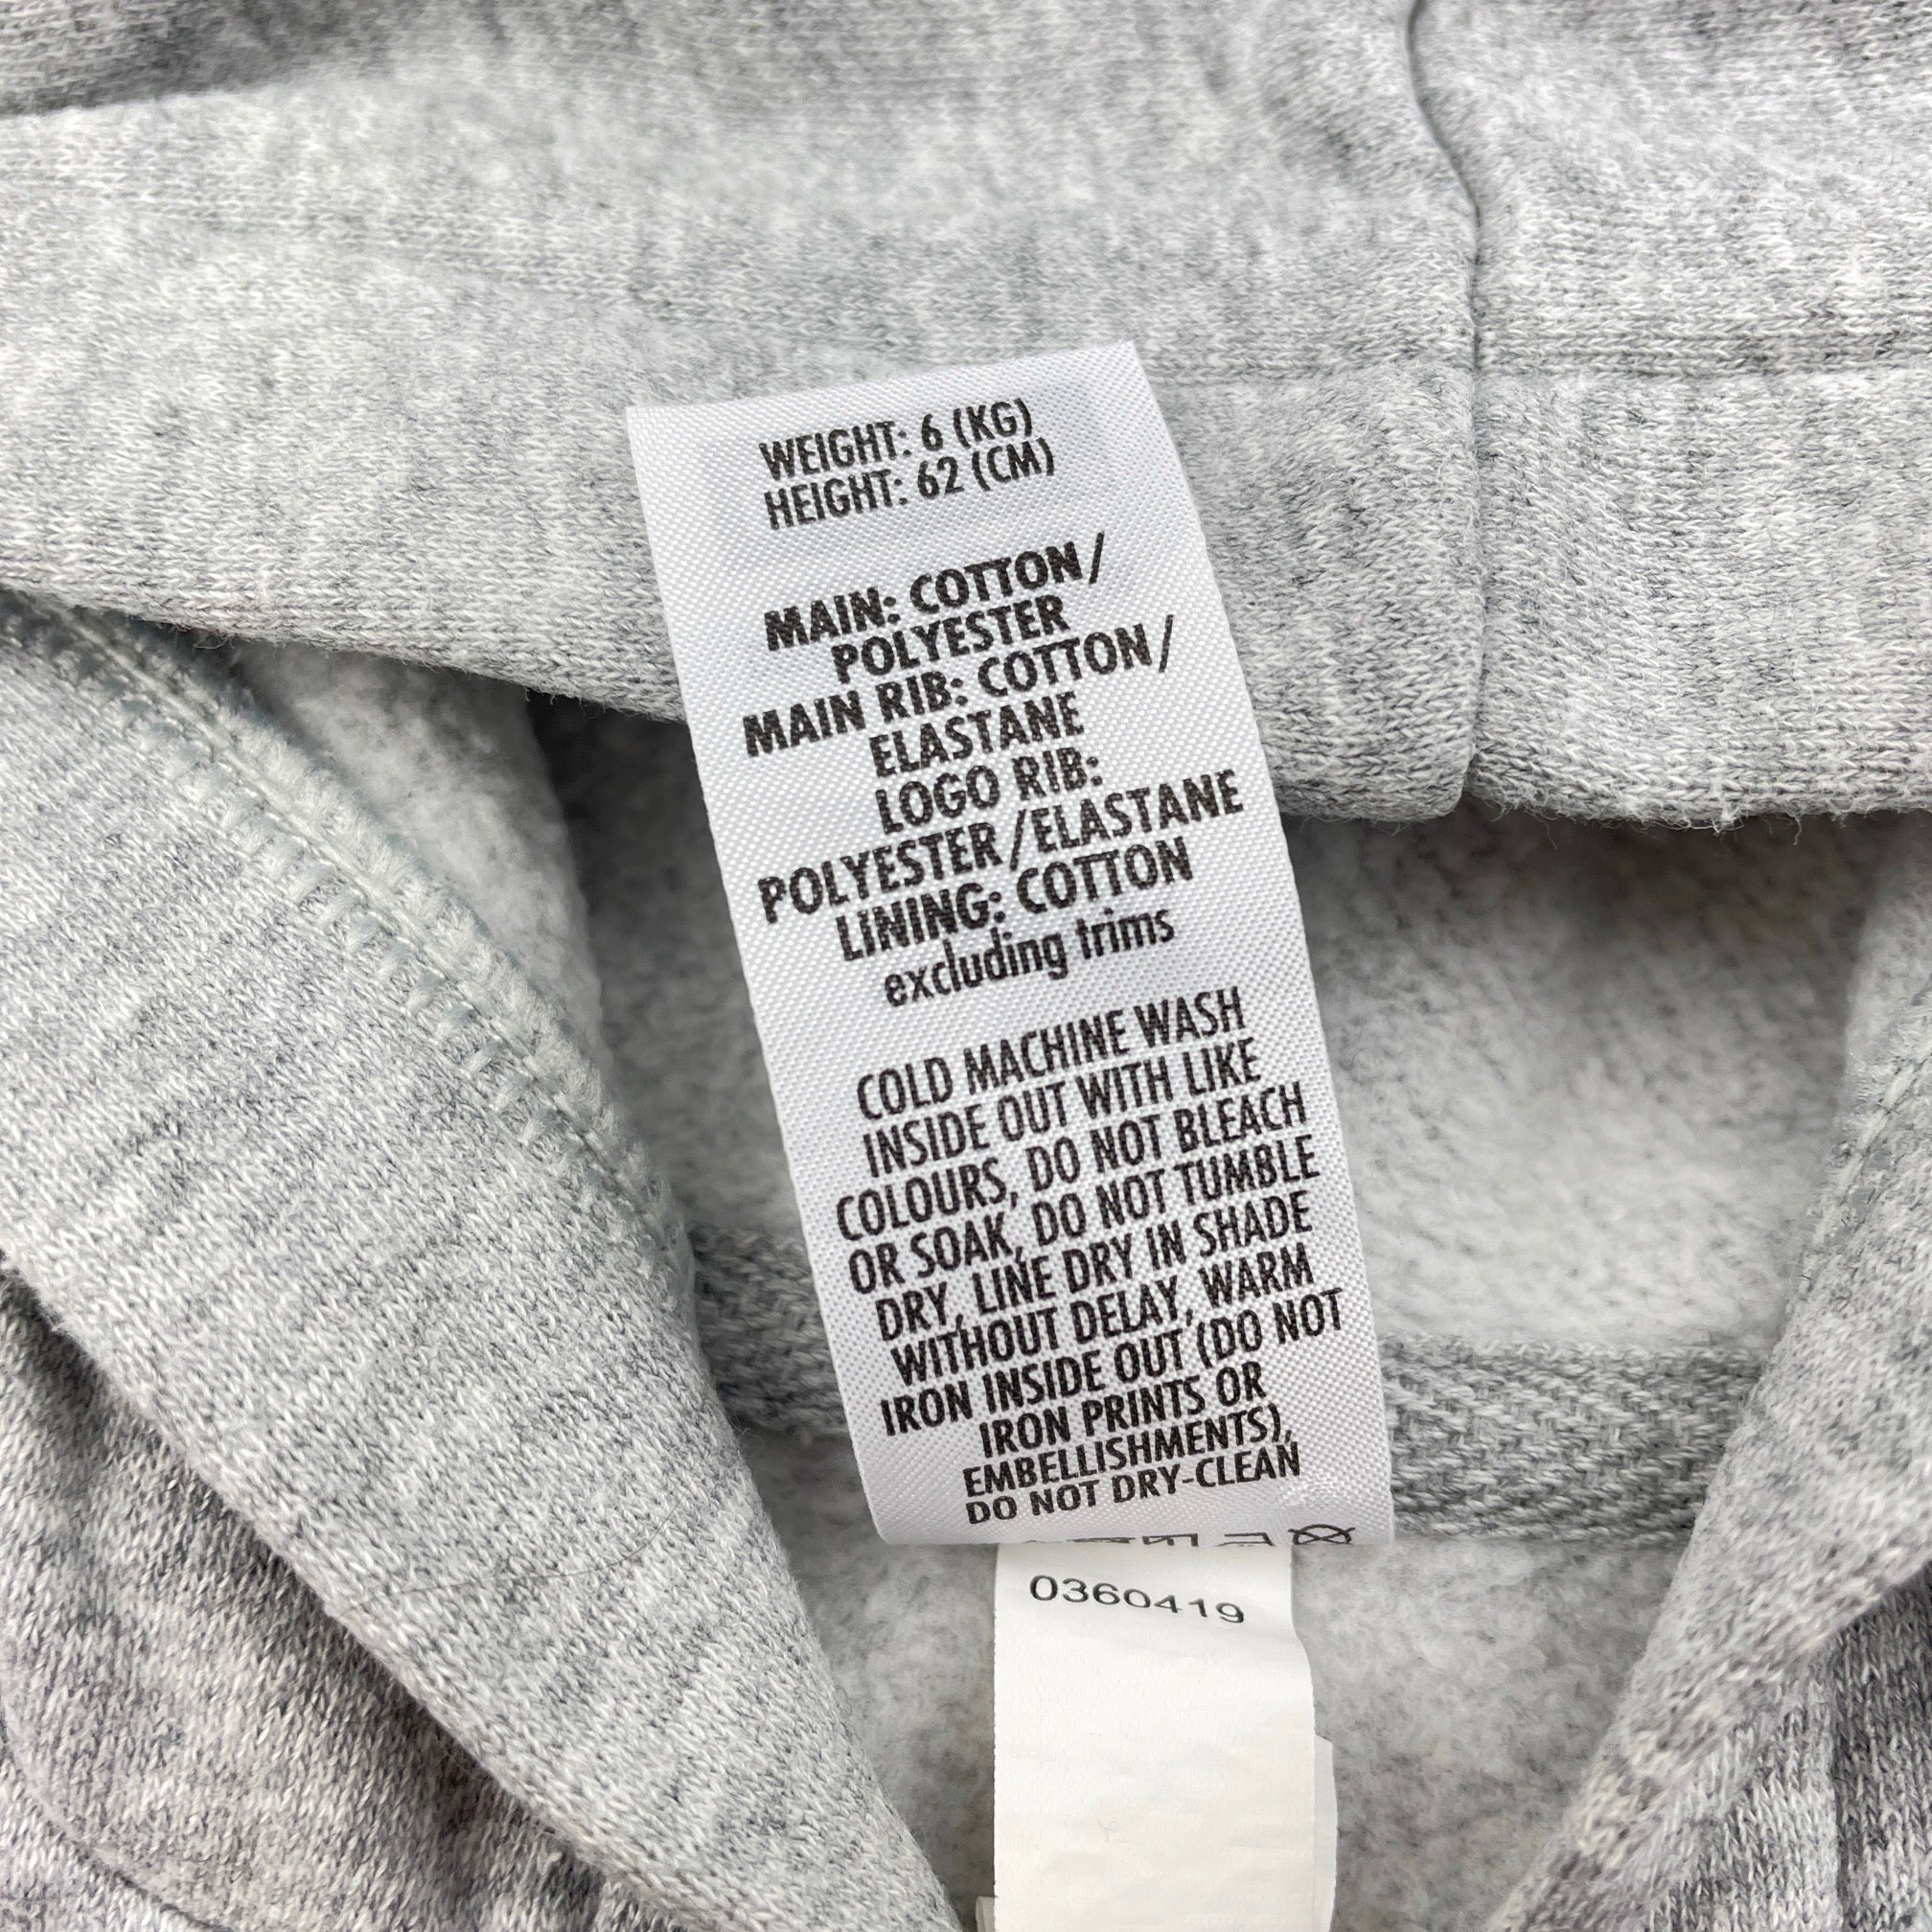 WEIGHT: 6 (KG)
HEIGHT: 62 (CM)
MAIN: COTTON/
POLYESTER
MAIN RIB: COTTON/
ELASTANE
LOGO RIB:
POLYESTER/ELASTANE
LINING: COTTON
excluding trims
COLD MACHINE WASH
INSIDE OUT WITH LIKE
COLOURS, DO NOT BLEACH
OR SOAK, DO NOT TUMBLE
DRY, LINE DRY IN SHADE
WITHOUT DELAY, WARM
IRON INSIDE OUT (DO NOT
IRON PRINTS OR
EMBELLISHMENTS),
DO NOT DRY-CLEAN
0360419